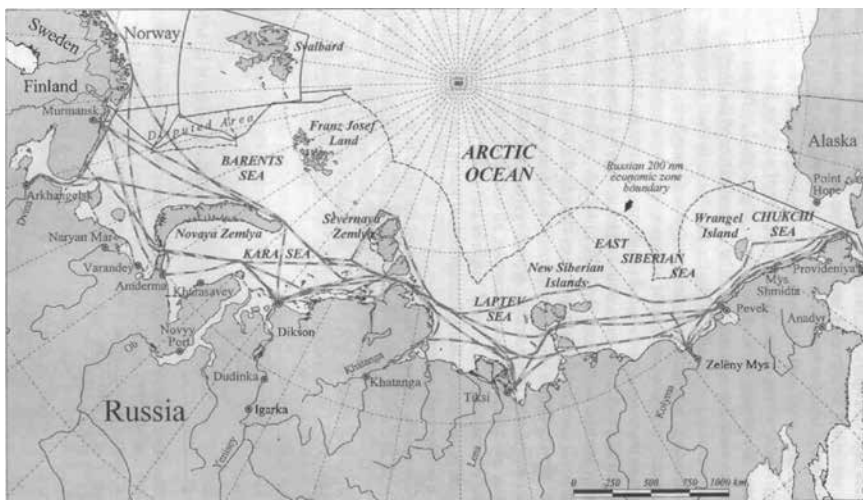 Sweden
Norway
Svalbard
Finland
Murmansk
Disputed Area
Franz Josef
Land
BARENTS
SEA
ARCTIC
OCEAN
Russian 200 nm
economic zone
boundary
Alaska
Point
Hope
Arkhangelsk
Dvina
Severnaya
Zemlya
Wrangel
Island
CHUKCHI
SEA
Naryan Mar
Novaya Zemlya
KARA SEA
EAST
SIBERIAN
SEA
Varandey
Amderma
Kharasavey
New Siberian
Islands
Provideniya
Mys
Shmidta
LAPTEV
SEA
Pevek
Novyy
Port
Dikson
Anadyr
Ob
Khatanga
Dudinka
Khatanga
Tiksi
Zelëny Mys
Russia
Igarka
Yenisey
Lena
Kolyma
0 250 500 750 1000 km